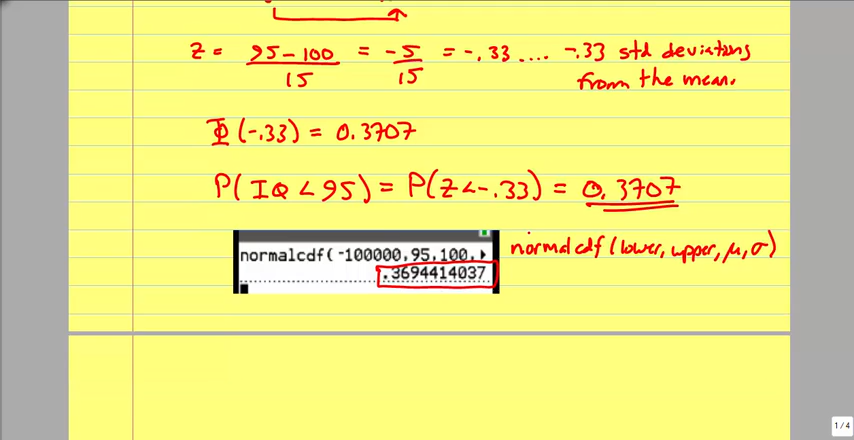 Z = 95-100 / 15 = -5 / 15 = -.33.... -.33 std deviations
from the mean.
Φ(-.33) = 0.3707
P(IQ < 95) = P(Z < -.33) = 0.3707
normalcdf(-100000,95,100,
.3694414037
normalcdf(lower, upper, μ, σ)
1/4